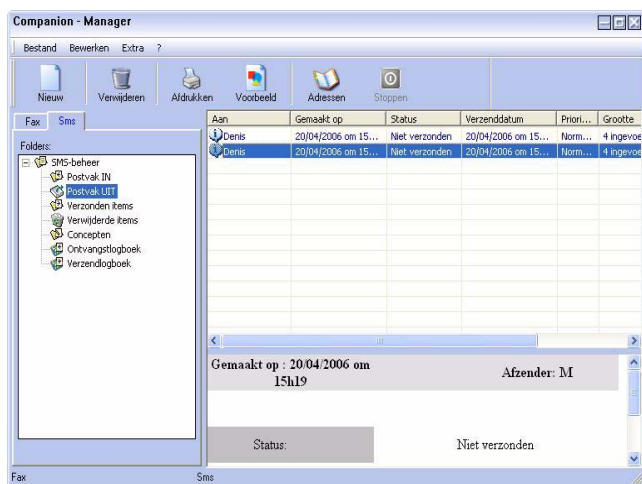 Companion - Manager
Bestand Bewerken Extra ?
Nieuw Verwijderen Afdrukken Voorbeeld Adressen Stoppen
Fax Sms
Folders:
SMS-beheer
Postvak IN
Postvak UIT
Verzonden items
Verwijderde items
Concepten
Ontvangstlogboek
Verzendlogboek
Aan Gemaakt op Status Verzenddatum Priori... Grootte
Denis 20/04/2006 om 15... Niet verzonden 20/04/2006 om 15... Norm... 4 ingevoe
Denis 20/04/2006 om 15... Niet verzonden 20/04/2006 om 15... Norm... 4 ingevoe
Gemaakt op : 20/04/2006 om
15h19
Afzender: M
Status: Niet verzonden
Fax Sms